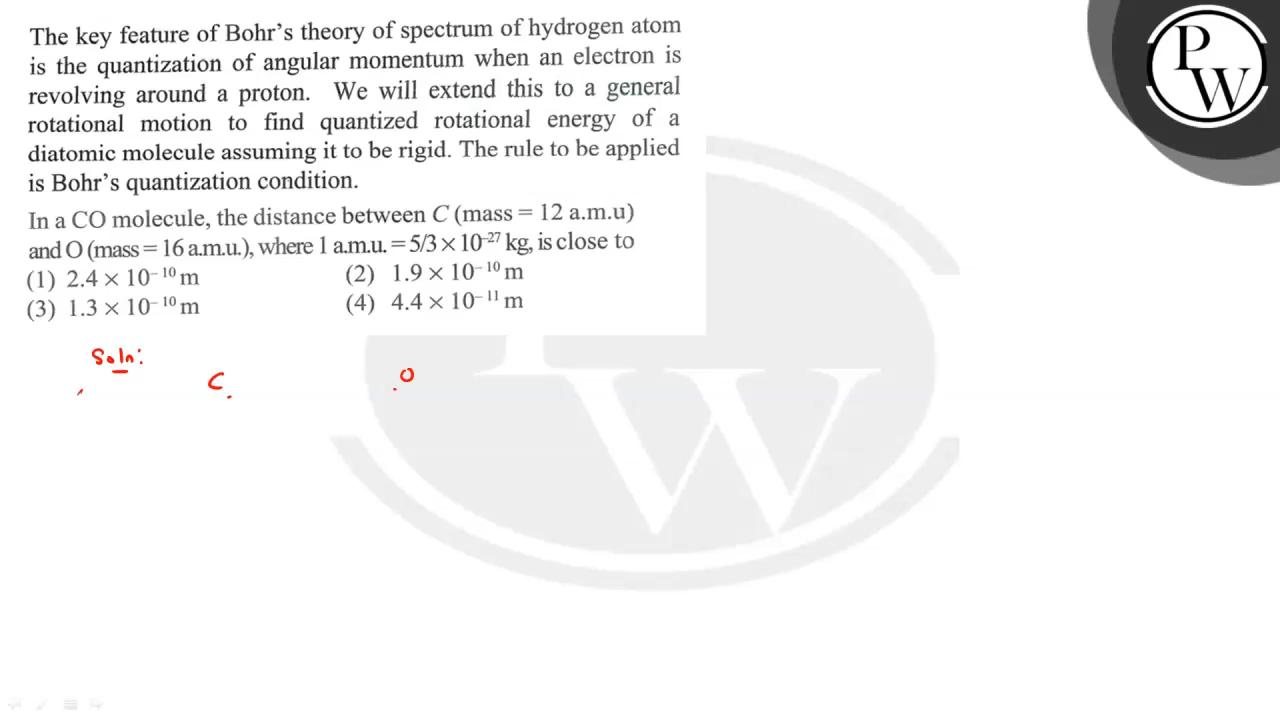 The key feature of Bohr's theory of spectrum of hydrogen atom
is the quantization of angular momentum when an electron is
revolving around a proton. We will extend this to a general
rotational motion to find quantized rotational energy of a
diatomic molecule assuming it to be rigid. The rule to be applied
is Bohr's quantization condition.
In a CO molecule, the distance between C (mass = 12 a.m.u)
and O (mass = 16 a.m.u.), where 1 a.m.u. = 5/3 × 10⁻²⁷ kg, is close to
(1) 2.4 × 10⁻¹⁰ m (2) 1.9 × 10⁻¹⁰ m
(3) 1.3 × 10⁻¹⁰ m (4) 4.4 × 10⁻¹¹ m
Soln:
C O
P
W
W